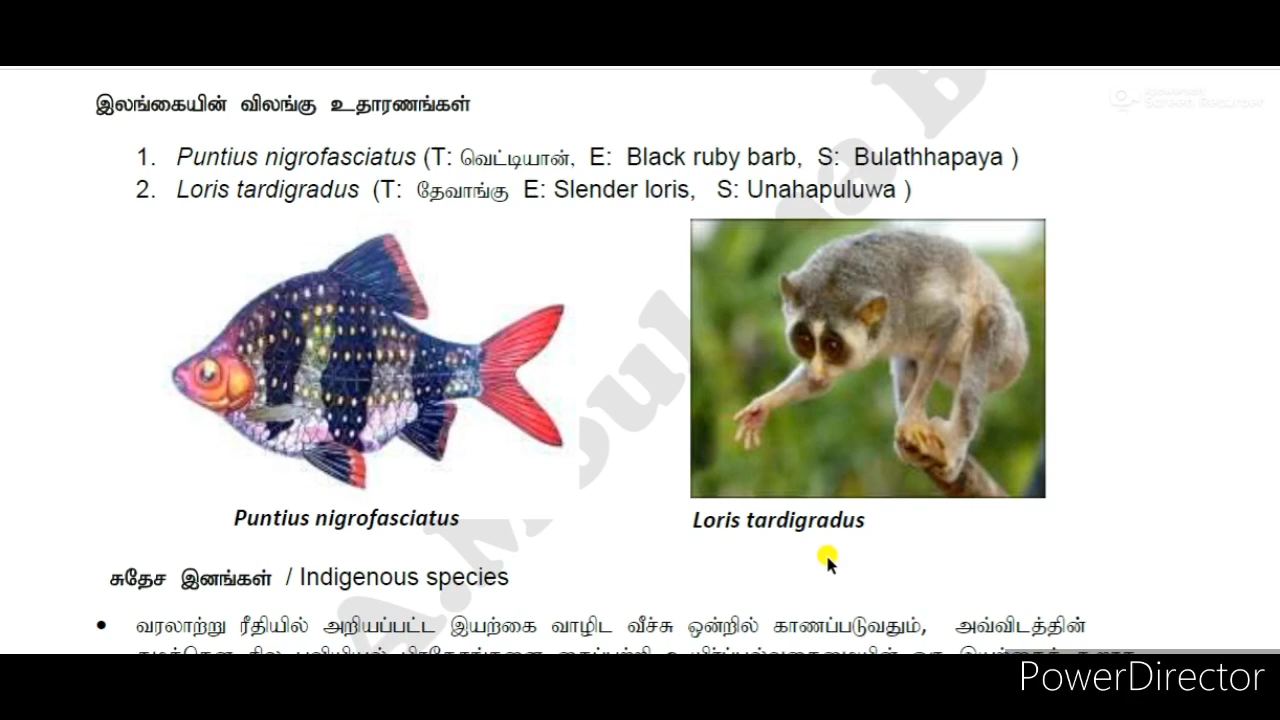 இலங்கையின் விலங்கு உதாரணங்கள்
1. Puntius nigrofasciatus (T: வெட்டியான், E: Black ruby barb, S: Bulathhapaya )
2. Loris tardigradus (T: தேவாங்கு E: Slender loris, S: Unahapuluwa )
Puntius nigrofasciatus
Loris tardigradus
சுதேச இனங்கள் / Indigenous species
• வரலாற்று ரீதியில் அறியப்பட்ட இயற்கை வாழிட வீச்சு ஒன்றில் காணப்படுவதும், அவ்விடத்தின்
Screen Recorder
PowerDirector